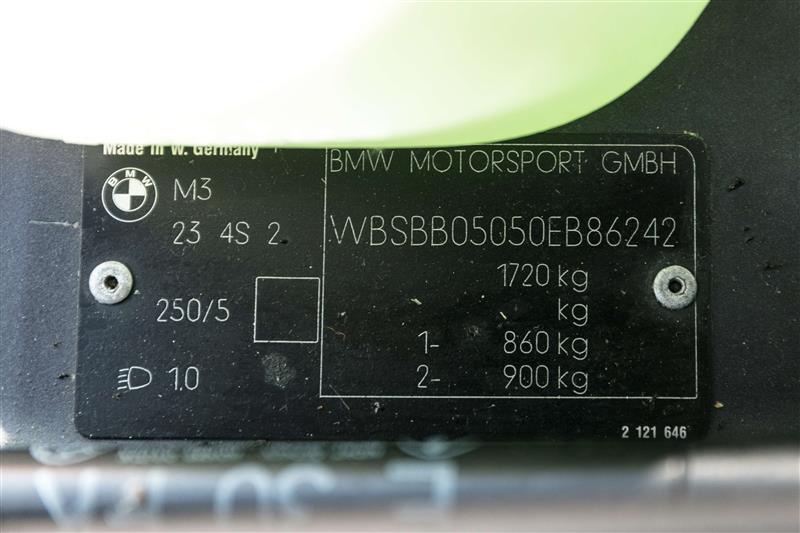 Made in W. Germany
BMW MOTORSPORT GMBH
BMW
M3
23 4S 2
WBSBB05050EB86242
1720 kg
250/5
kg
1- 860 kg
1.0
2- 900 kg
2 121 646